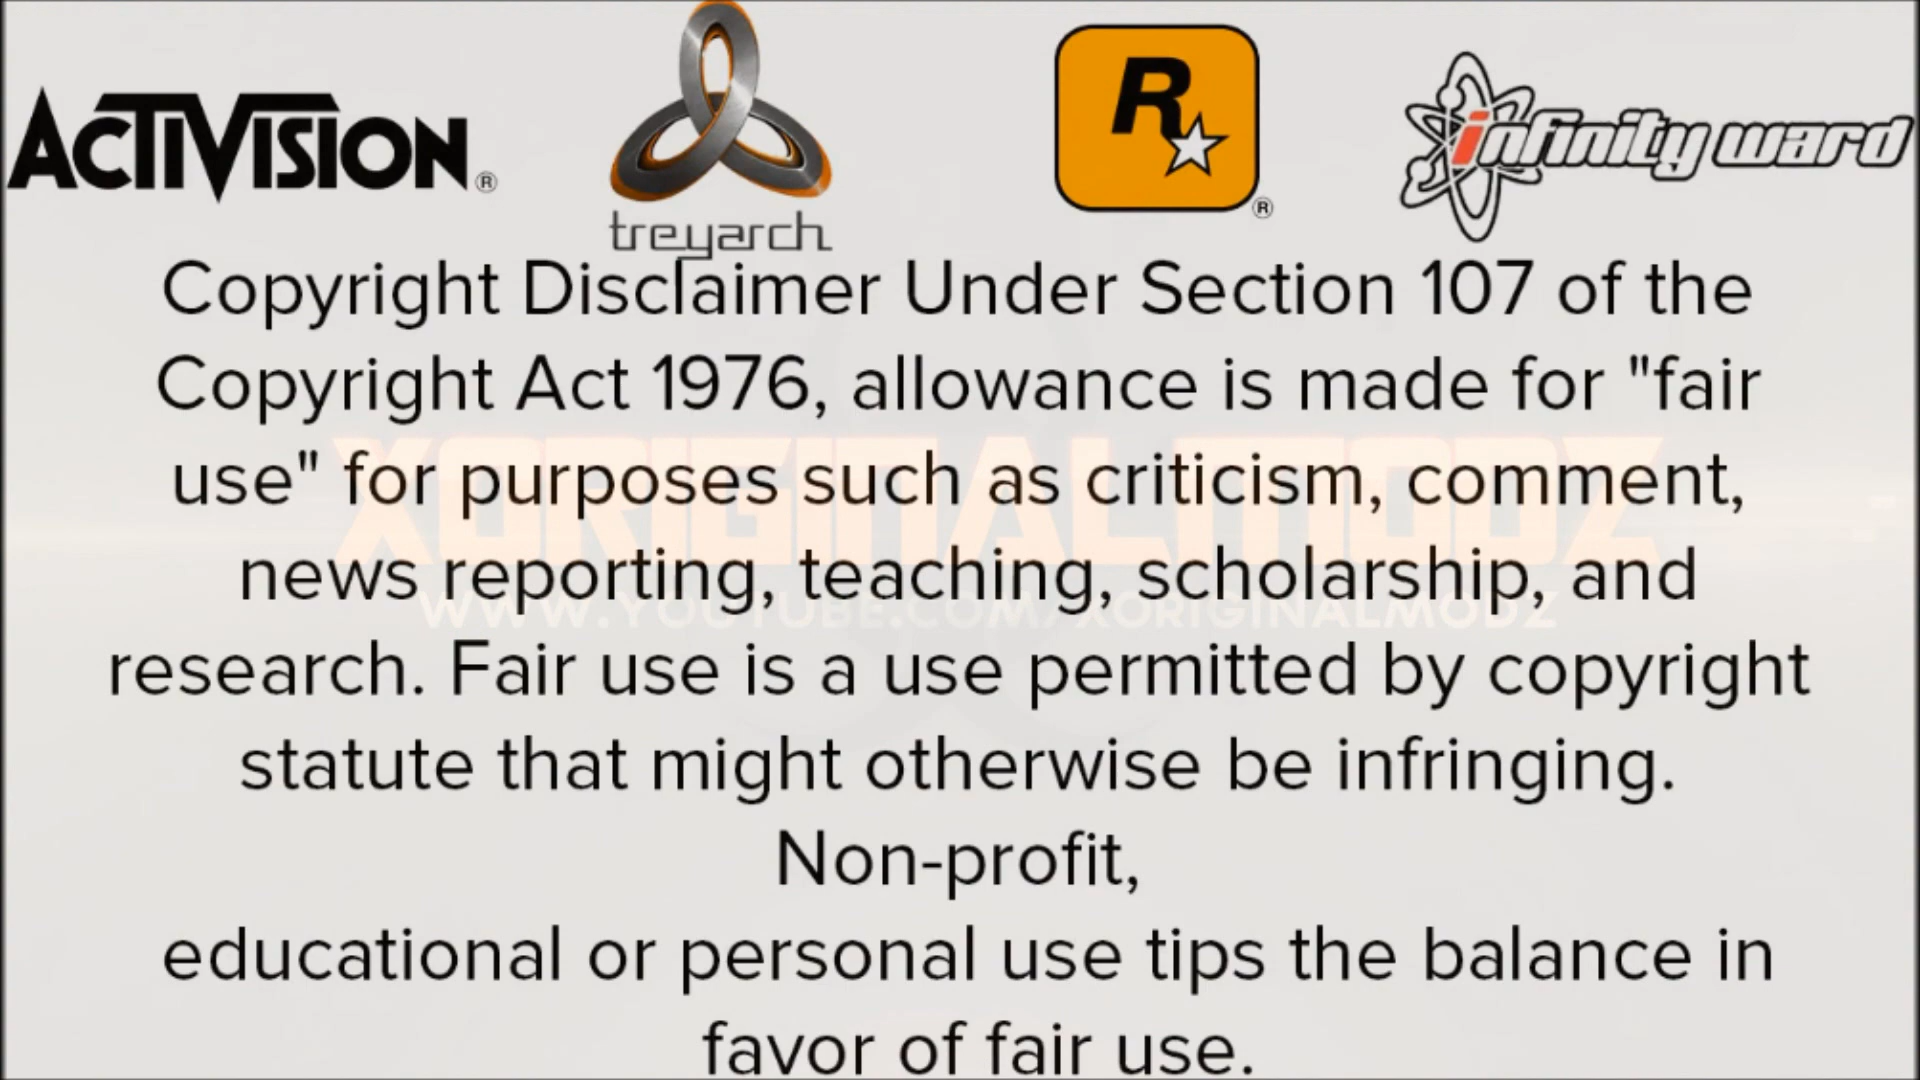 ACTIVISION®
treyarch
R®
infinity ward
Copyright Disclaimer Under Section 107 of the
Copyright Act 1976, allowance is made for "fair
use" for purposes such as criticism, comment,
XORIGINALMODZ
news reporting, teaching, scholarship, and
WWW.YOUTUBE.COM/XORIGINALMODZ
research. Fair use is a use permitted by copyright
statute that might otherwise be infringing.
Non-profit,
educational or personal use tips the balance in
favor of fair use.